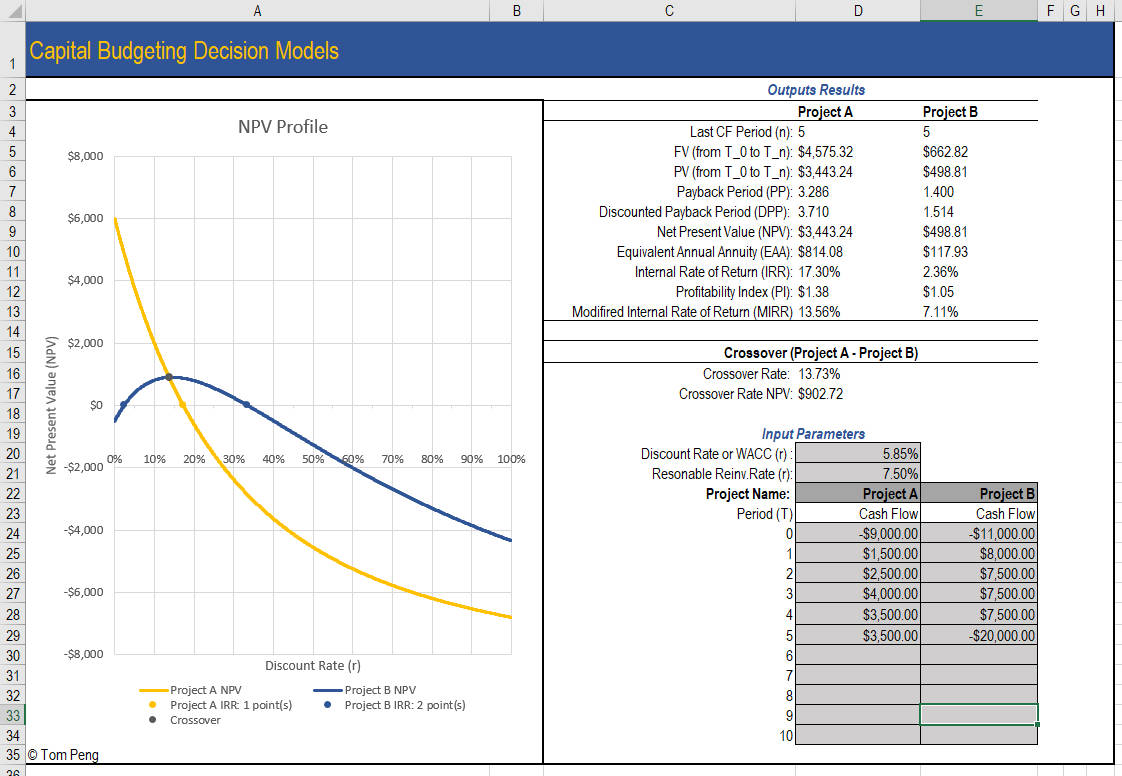 A B C D E F G H
1 Capital Budgeting Decision Models
2 Outputs Results
3 Project A Project B
NPV Profile
4 Last CF Period (n): 5 5
5 FV (from T_0 to T_n): $4,575.32 $662.82
6 PV (from T_0 to T_n): $3,443.24 $498.81
7 Payback Period (PP): 3.286 1.400
8 Discounted Payback Period (DPP): 3.710 1.514
9 Net Present Value (NPV): $3,443.24 $498.81
10 Equivalent Annual Annuity (EAA): $814.08 $117.93
11 Internal Rate of Return (IRR): 17.30% 2.36%
12 Profitability Index (PI): $1.38 $1.05
13 Modifired Internal Rate of Return (MIRR) 13.56% 7.11%
14
15 Crossover (Project A - Project B)
16 Crossover Rate: 13.73%
17 Crossover Rate NPV: $902.72
18
19 Input Parameters
20 Discount Rate or WACC (r) : 5.85%
21 Resonable Reinv.Rate (r): 7.50%
22 Project Name: Project A Project B
23 Period (T) Cash Flow Cash Flow
24 0 -$9,000.00 -$11,000.00
25 1 $1,500.00 $8,000.00
26 2 $2,500.00 $7,500.00
27 3 $4,000.00 $7,500.00
28 4 $3,500.00 $7,500.00
29 5 $3,500.00 -$20,000.00
30 6
31 7
32 8
33 9
34 10
35 © Tom Peng
36
$8,000
$6,000
$4,000
$2,000
$0
-$2,000
-$4,000
-$6,000
-$8,000
Net Present Value (NPV)
0% 10% 20% 30% 40% 50% 60% 70% 80% 90% 100%
Discount Rate (r)
Project A NPV Project B NPV
Project A IRR: 1 point(s) Project B IRR: 2 point(s)
Crossover